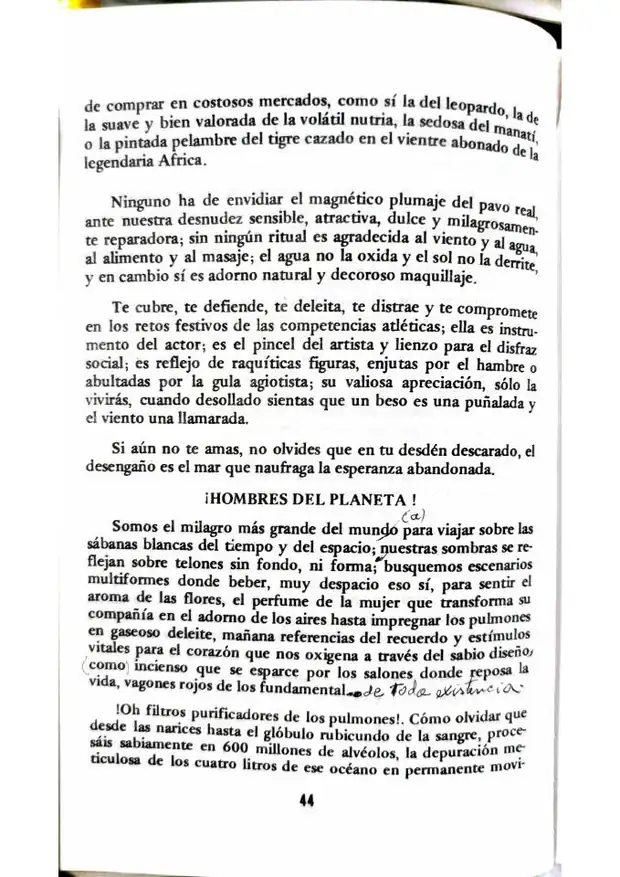 de comprar en costosos mercados, como sí la del leopardo, la de
la suave y bien valorada de la volátil nutria, la sedosa del manatí,
o la pintada pelambre del tigre cazado en el vientre abonado de la
legendaria Africa.
Ninguno ha de envidiar el magnético plumaje del pavo real,
ante nuestra desnudez sensible, atractiva, dulce y milagrosamen-
te reparadora; sin ningún ritual es agradecida al viento y al agua,
al alimento y al masaje; el agua no la oxida y el sol no la derrite,
y en cambio sí es adorno natural y decoroso maquillaje.
Te cubre, te defiende, te deleita, te distrae y te compromete
en los retos festivos de las competencias atléticas; ella es instru-
mento del actor; es el pincel del artista y lienzo para el disfraz
social; es reflejo de raquíticas figuras, enjutas por el hambre o
abultadas por la gula agiotista; su valiosa apreciación, sólo la
vivirás, cuando desollado sientas que un beso es una puñalada y
el viento una llamarada.
Si aún no te amas, no olvides que en tu desdén descarado, el
desengaño es el mar que naufraga la esperanza abandonada.
¡HOMBRES DEL PLANETA !
(a)
Somos el milagro más grande del mundo para viajar sobre las
sábanas blancas del tiempo y del espacio; nuestras sombras se re-
flejan sobre telones sin fondo, ni forma; busquemos escenarios
multiformes donde beber, muy despacio eso sí, para sentir el
aroma de las flores, el perfume de la mujer que transforma su
compañía en el adorno de los aires hasta impregnar los pulmones
en gaseoso deleite, mañana referencias del recuerdo y estímulos
vitales para el corazón que nos oxigena a través del sabio diseño,
(como) incienso que se esparce por los salones donde reposa la
vida, vagones rojos de los fundamental de toda existencia.
!Oh filtros purificadores de los pulmones!. Cómo olvidar que
desde las narices hasta el glóbulo rubicundo de la sangre, proce-
sáis sabiamente en 600 millones de alvéolos, la depuración me-
ticulosa de los cuatro litros de ese océano en permanente movi-
44